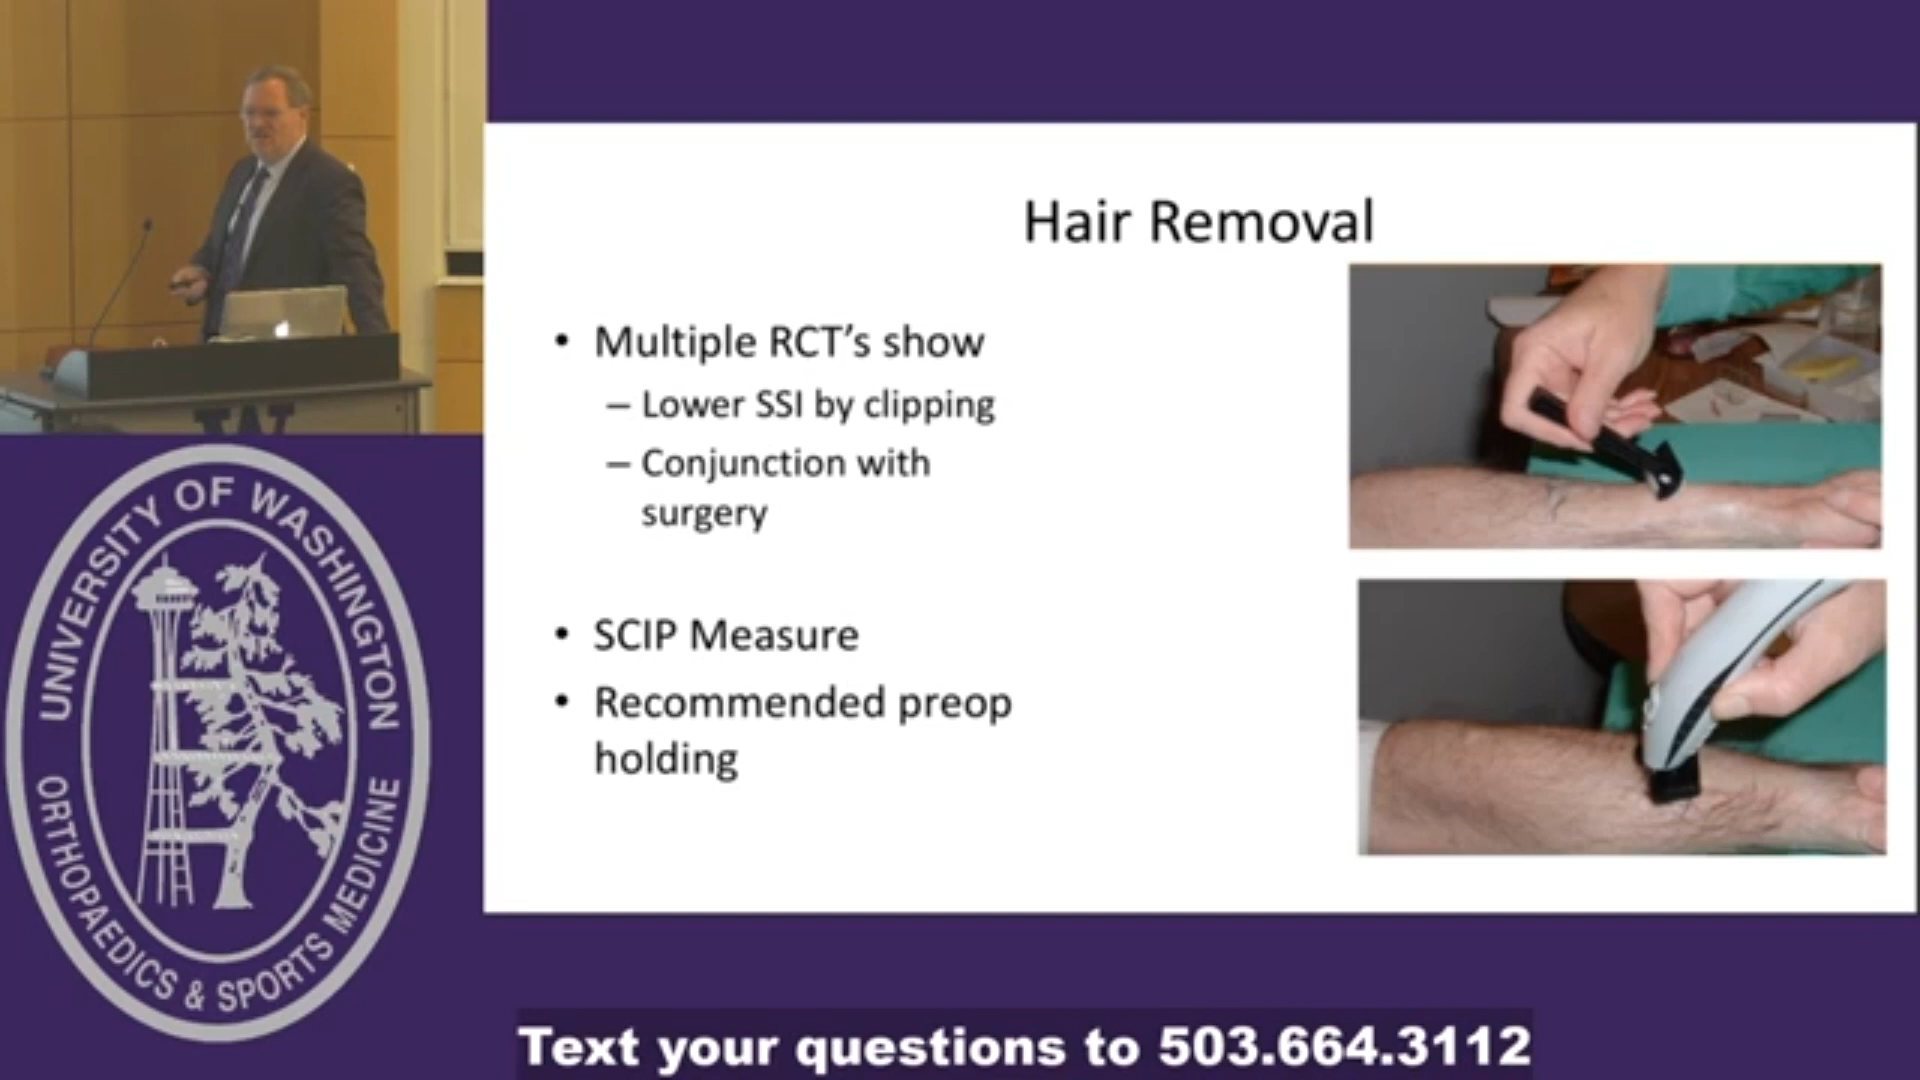 Hair Removal
• Multiple RCT's show
– Lower SSI by clipping
– Conjunction with
surgery
• SCIP Measure
• Recommended preop
holding
UNIVERSITY OF WASHINGTON
ORTHOPAEDICS & SPORTS MEDICINE
Text your questions to 503.664.3112